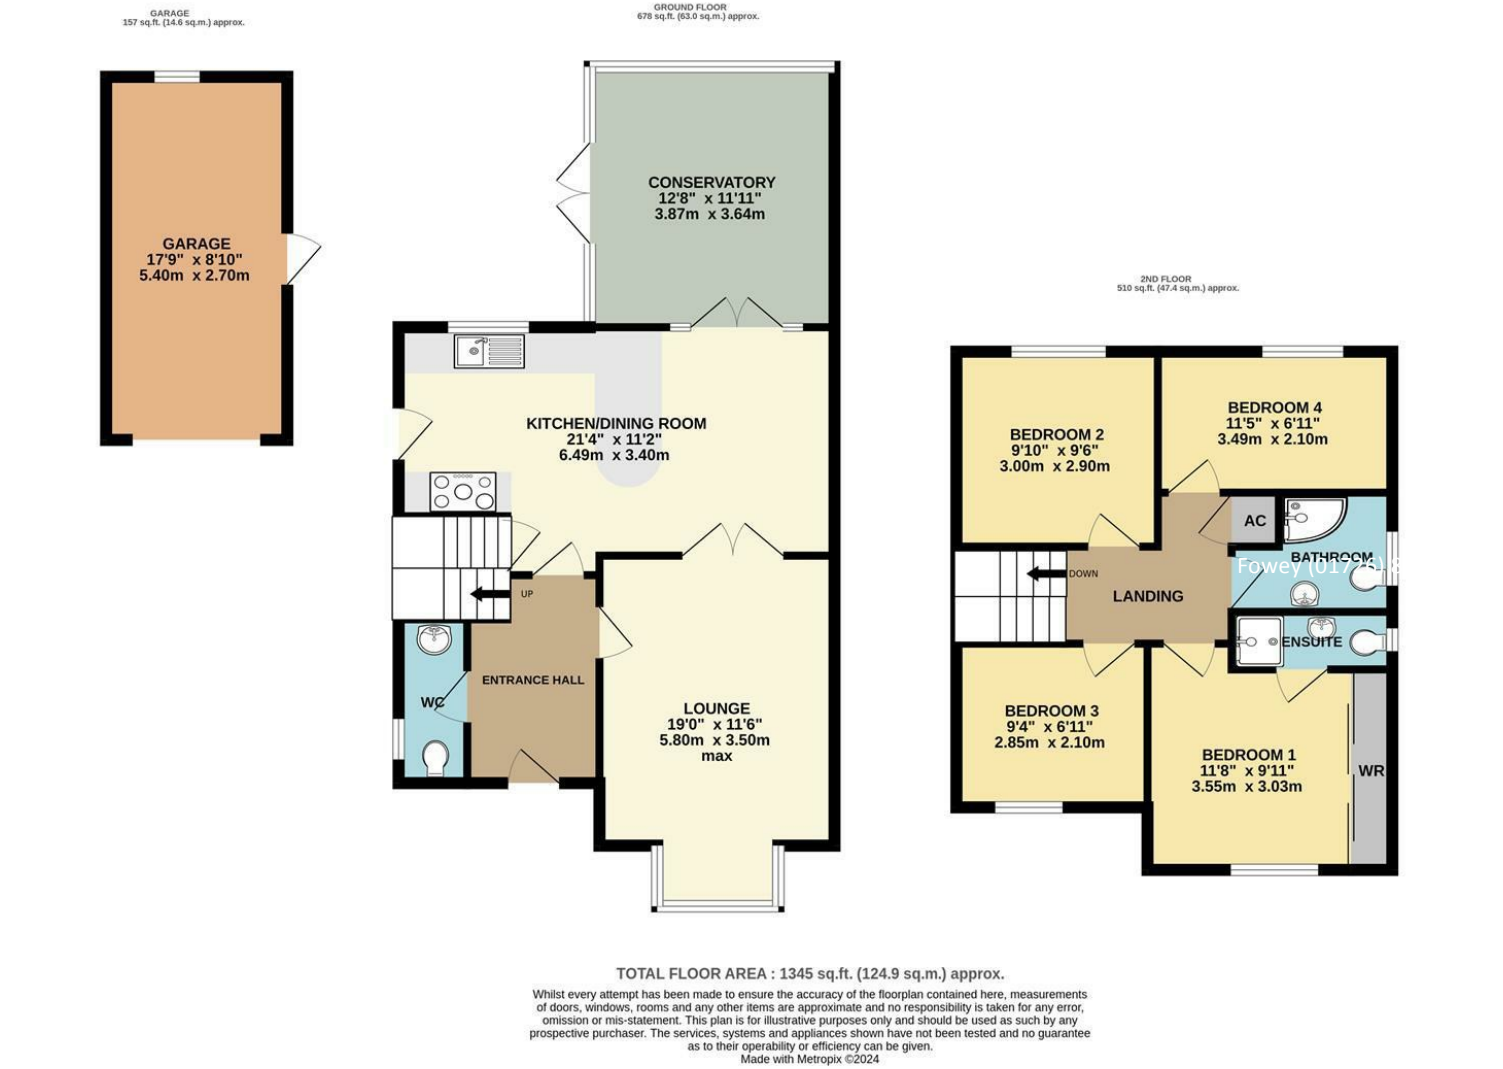 GARAGE
157 sq.ft. (14.6 sq.m.) approx.
GROUND FLOOR
678 sq.ft. (63.0 sq.m.) approx.
GARAGE
17'9" x 8'10"
5.40m x 2.70m
CONSERVATORY
12'8" x 11'11"
3.87m x 3.64m
KITCHEN/DINING ROOM
21'4" x 11'2"
6.49m x 3.40m
UP
WC
ENTRANCE HALL
LOUNGE
19'0" x 11'6"
5.80m x 3.50m
max
2ND FLOOR
510 sq.ft. (47.4 sq.m.) approx.
BEDROOM 2
9'10" x 9'6"
3.00m x 2.90m
BEDROOM 4
11'5" x 6'11"
3.49m x 2.10m
AC
BATHROOM
Fowey (01726) 8
DOWN
LANDING
ENSUITE
BEDROOM 3
9'4" x 6'11"
2.85m x 2.10m
BEDROOM 1
11'8" x 9'11"
3.55m x 3.03m
WR
TOTAL FLOOR AREA : 1345 sq.ft. (124.9 sq.m.) approx.
Whilst every attempt has been made to ensure the accuracy of the floorplan contained here, measurements
of doors, windows, rooms and any other items are approximate and no responsibility is taken for any error,
omission or mis-statement. This plan is for illustrative purposes only and should be used as such by any
prospective purchaser. The services, systems and appliances shown have not been tested and no guarantee
as to their operability or efficiency can be given.
Made with Metropix ©2024